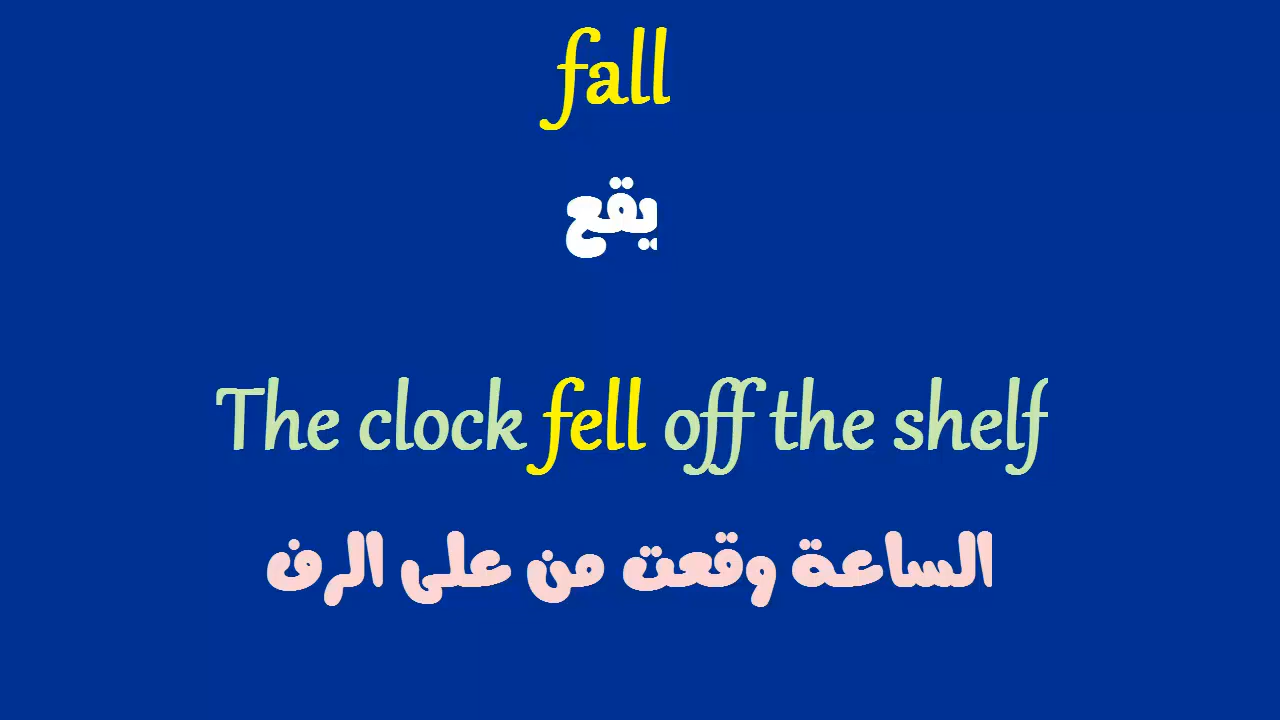 fall
يقع
The clock fell off the shelf
الساعة وقعت من على الرف